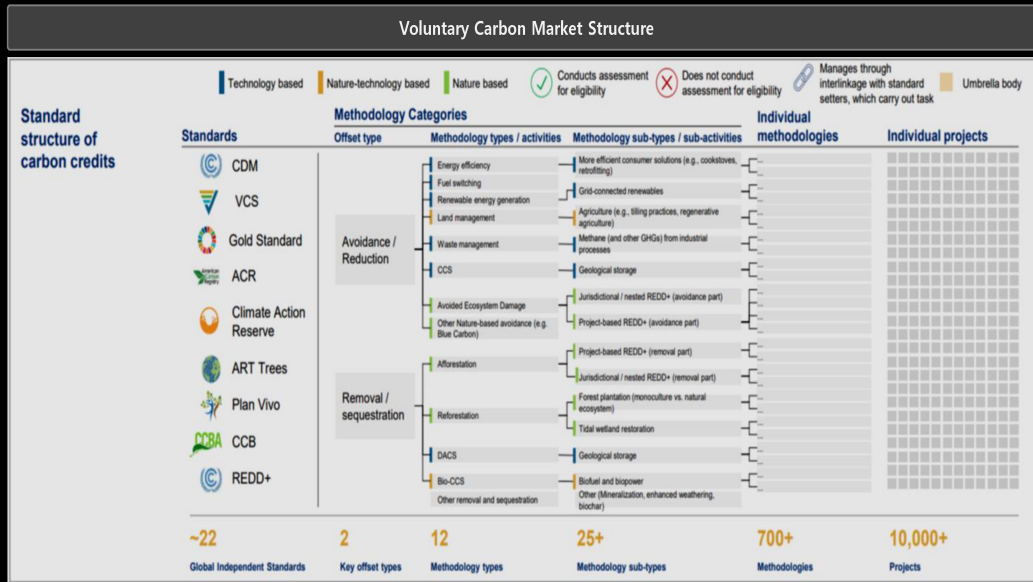 Voluntary Carbon Market Structure
Technology based
Nature-technology based
Nature based
Conducts assessment
for eligibility
Does not conduct
assessment for eligibility
Manages through
interlinkage with standard
setters, which carry out task
Umbrella body
Standard
structure of
carbon credits
Standards
Methodology Categories
Offset type
Methodology types / activities
Methodology sub-types / sub-activities
Individual
methodologies
Individual projects
CDM
VCS
Gold Standard
American
Carbon
Registry
ACR
Climate Action
Reserve
ART Trees
Plan Vivo
CCBA
CCB
REDD+
Avoidance /
Reduction
Energy efficiency
Fuel switching
Renewable energy generation
Land management
Waste management
CCS
Avoided Ecosystem Damage
Other Nature-based avoidance (e.g.
Blue Carbon)
More efficient consumer solutions (e.g., cookstoves,
retrofitting)
Grid-connected renewables
Agriculture (e.g., tilling practices, regenerative
agriculture)
Methane (and other GHGs) from industrial
processes
Geological storage
Jurisdictional / nested REDD+ (avoidance part)
Project-based REDD+ (avoidance part)
Removal /
sequestration
Afforestation
Reforestation
DACS
Bio-CCS
Other removal and sequestration
Project-based REDD+ (removal part)
Jurisdictional / nested REDD+ (removal part)
Forest plantation (monoculture vs. natural
ecosystem)
Tidal wetland restoration
Geological storage
Biofuel and biopower
Other (Mineralization, enhanced weathering,
biochar)
~22
Global Independent Standards
2
Key offset types
12
Methodology types
25+
Methodology sub-types
700+
Methodologies
10,000+
Projects